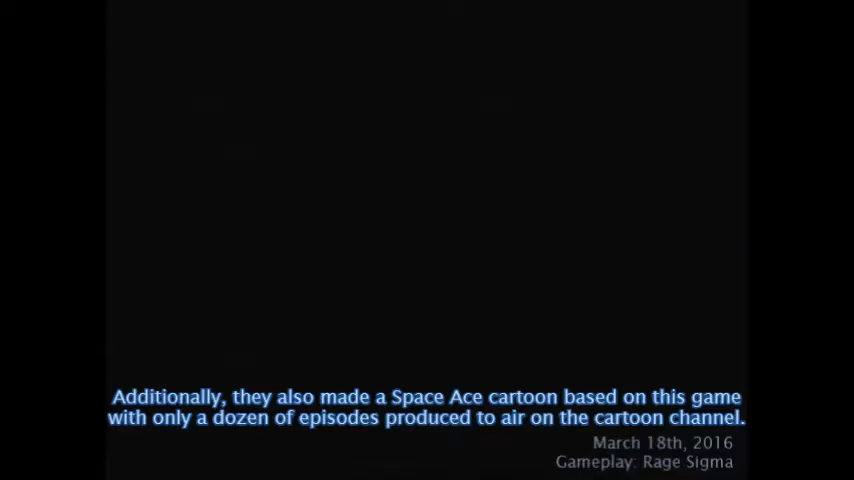 Additionally, they also made a Space Ace cartoon based on this game
with only a dozen of episodes produced to air on the cartoon channel.
March 18th, 2016
Gameplay: Rage Sigma